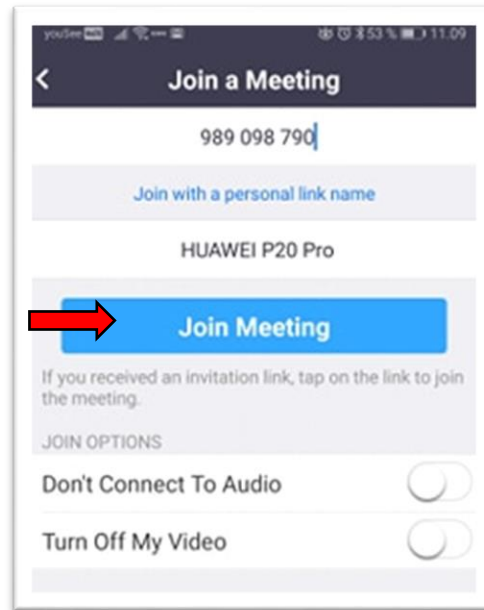 youSee
53 % 11.09
Join a Meeting
989 098 790
Join with a personal link name
HUAWEI P20 Pro
Join Meeting
If you received an invitation link, tap on the link to join
the meeting.
JOIN OPTIONS
Don't Connect To Audio
Turn Off My Video